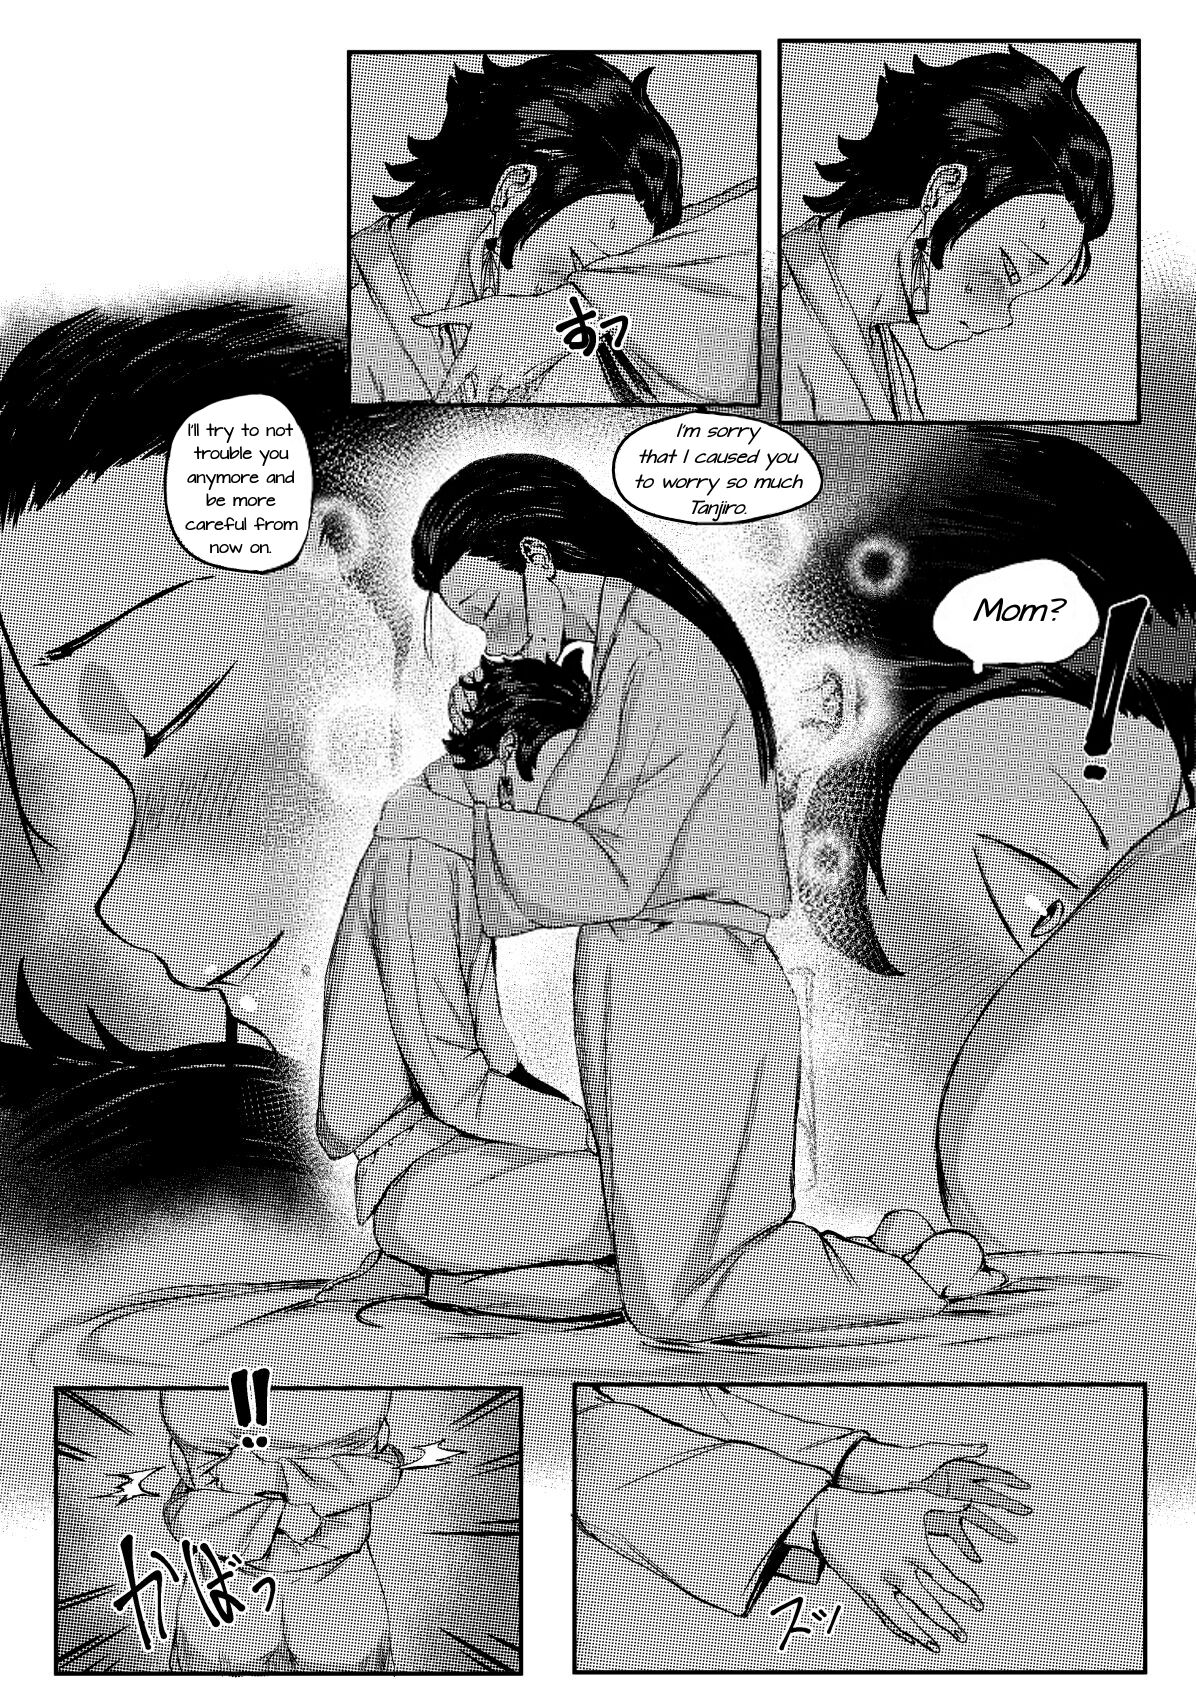 すっ
I'm sorry
that I caused you
to worry so much
Tanjiro.
I'll try to not
trouble you
anymore and
be more
careful from
now on.
Mom?
!
!!
がばっ
ズッ